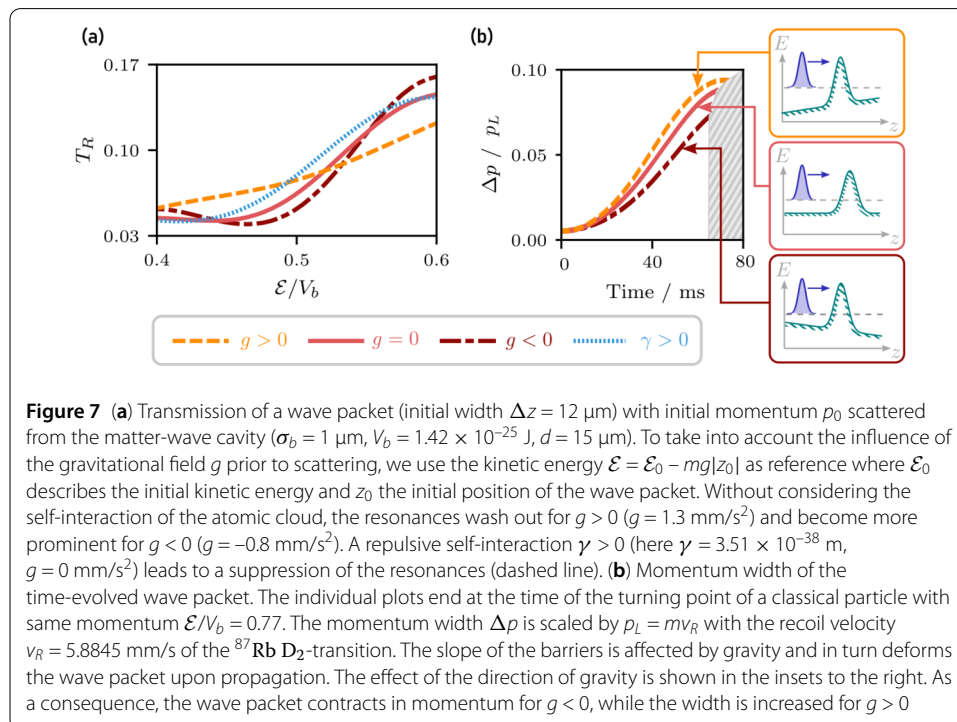 (a)
(b)
0.17
0.10
0.03
T_R
0.4
0.5
0.6
ℰ/V_b
0.10
0.05
0.00
Δp / p_L
0
40
80
Time / ms
E
z
E
z
E
z
g > 0
g = 0
g < 0
γ > 0
Figure 7 (a) Transmission of a wave packet (initial width Δz = 12 μm) with initial momentum p₀ scattered
from the matter-wave cavity (σ_b = 1 μm, V_b = 1.42 × 10⁻²⁵ J, d = 15 μm). To take into account the influence of
the gravitational field g prior to scattering, we use the kinetic energy ℰ = ℰ₀ – mg|z₀| as reference where ℰ₀
describes the initial kinetic energy and z₀ the initial position of the wave packet. Without considering the
self-interaction of the atomic cloud, the resonances wash out for g > 0 (g = 1.3 mm/s²) and become more
prominent for g < 0 (g = –0.8 mm/s²). A repulsive self-interaction γ > 0 (here γ = 3.51 × 10⁻³⁸ m,
g = 0 mm/s²) leads to a suppression of the resonances (dashed line). (b) Momentum width of the
time-evolved wave packet. The individual plots end at the time of the turning point of a classical particle with
same momentum ℰ/V_b = 0.77. The momentum width Δp is scaled by p_L = mv_R with the recoil velocity
v_R = 5.8845 mm/s of the ⁸⁷Rb D₂-transition. The slope of the barriers is affected by gravity and in turn deforms
the wave packet upon propagation. The effect of the direction of gravity is shown in the insets to the right. As
a consequence, the wave packet contracts in momentum for g < 0, while the width is increased for g > 0